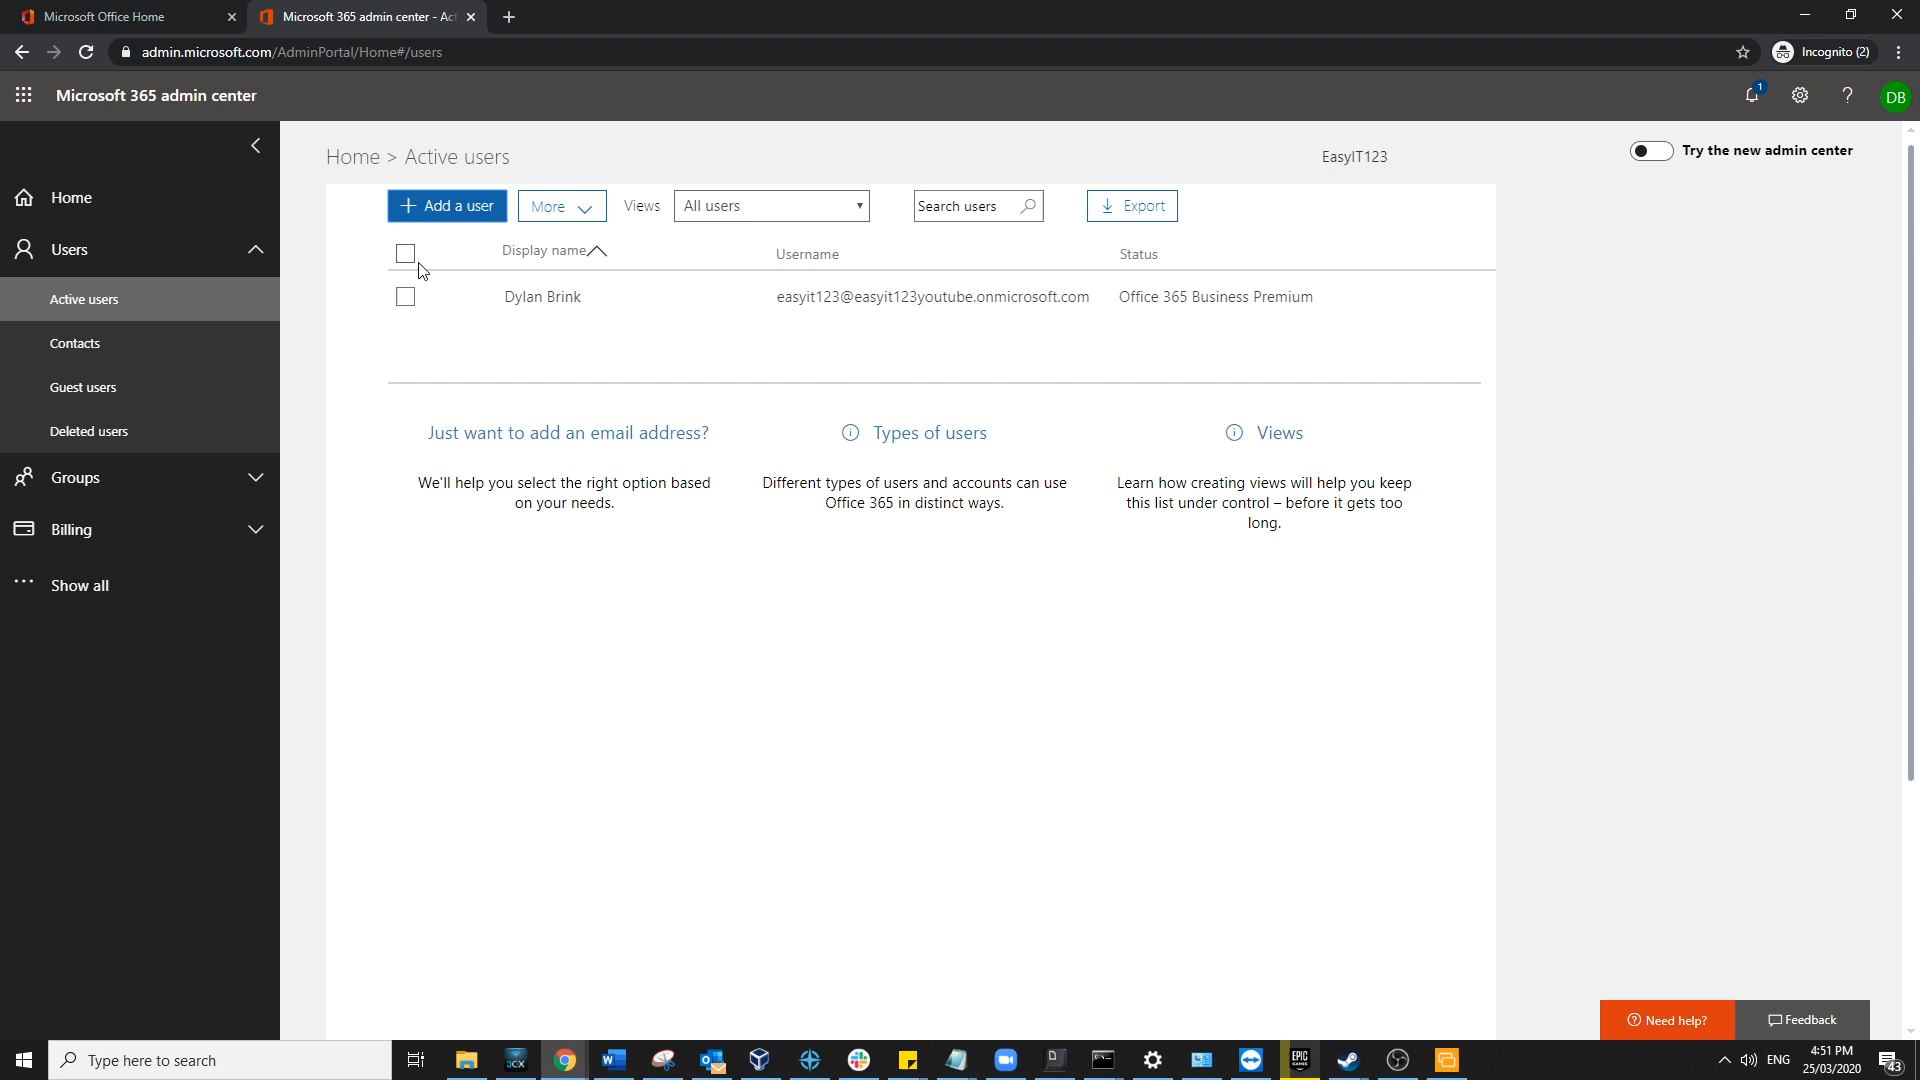 Microsoft Office Home
Microsoft 365 admin center - Act
admin.microsoft.com/AdminPortal/Home#/users
Incognito (2)
Microsoft 365 admin center
1
?
DB
Home > Active users
EasyIT123
Try the new admin center
Home
Users
Active users
Contacts
Guest users
Deleted users
Groups
Billing
Show all
+ Add a user
More
Views
All users
Search users
Export
Display name
Username
Status
Dylan Brink
easyit123@easyit123youtube.onmicrosoft.com
Office 365 Business Premium
Just want to add an email address?
We'll help you select the right option based
on your needs.
Types of users
Different types of users and accounts can use
Office 365 in distinct ways.
Views
Learn how creating views will help you keep
this list under control – before it gets too
long.
Need help?
Feedback
Type here to search
3CX
W
D
EPIC
GAMES
ENG
4:51 PM
25/03/2020
43